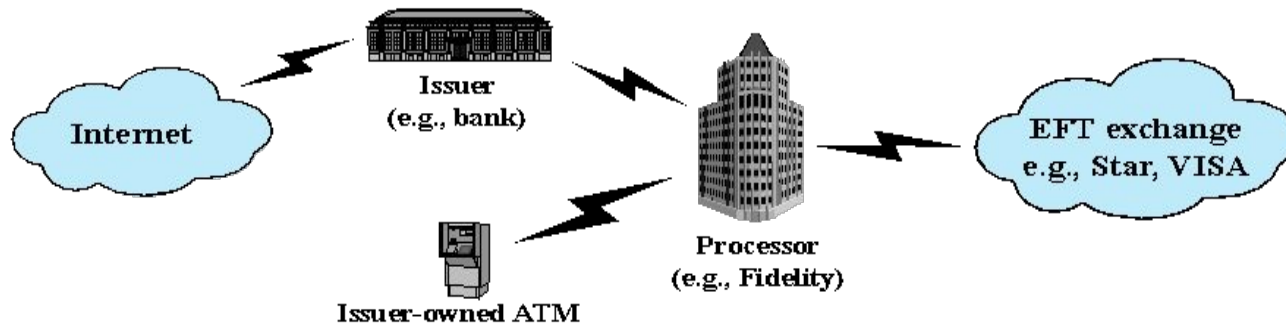 Internet
Issuer
(e.g., bank)
EFT exchange
e.g., Star, VISA
Processor
(e.g., Fidelity)
Issuer-owned ATM